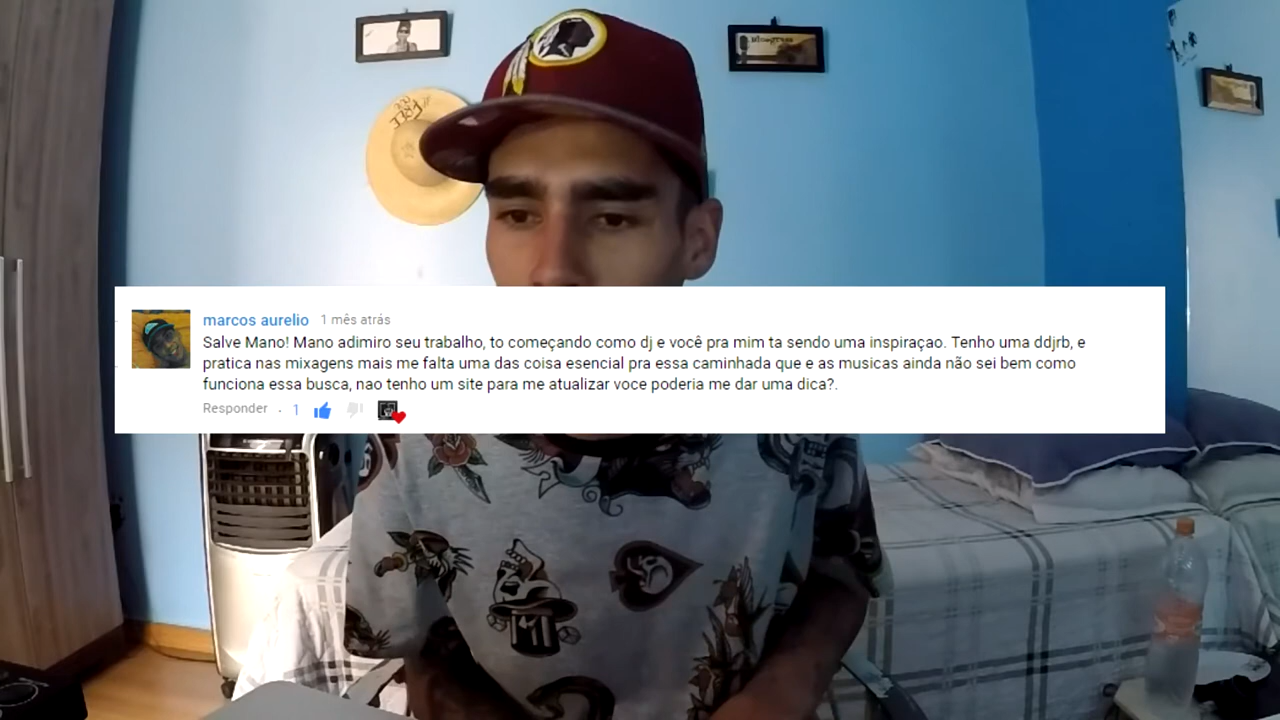 marcos aurelio 1 mês atrás
Salve Mano! Mano adimiro seu trabalho, to começando como dj e você pra mim ta sendo uma inspiraçao. Tenho uma ddjrb, e
pratica nas mixagens mais me falta uma das coisa esencial pra essa caminhada que e as musicas ainda não sei bem como
funciona essa busca, nao tenho um site para me atualizar voce poderia me dar uma dica?.
Responder . 1